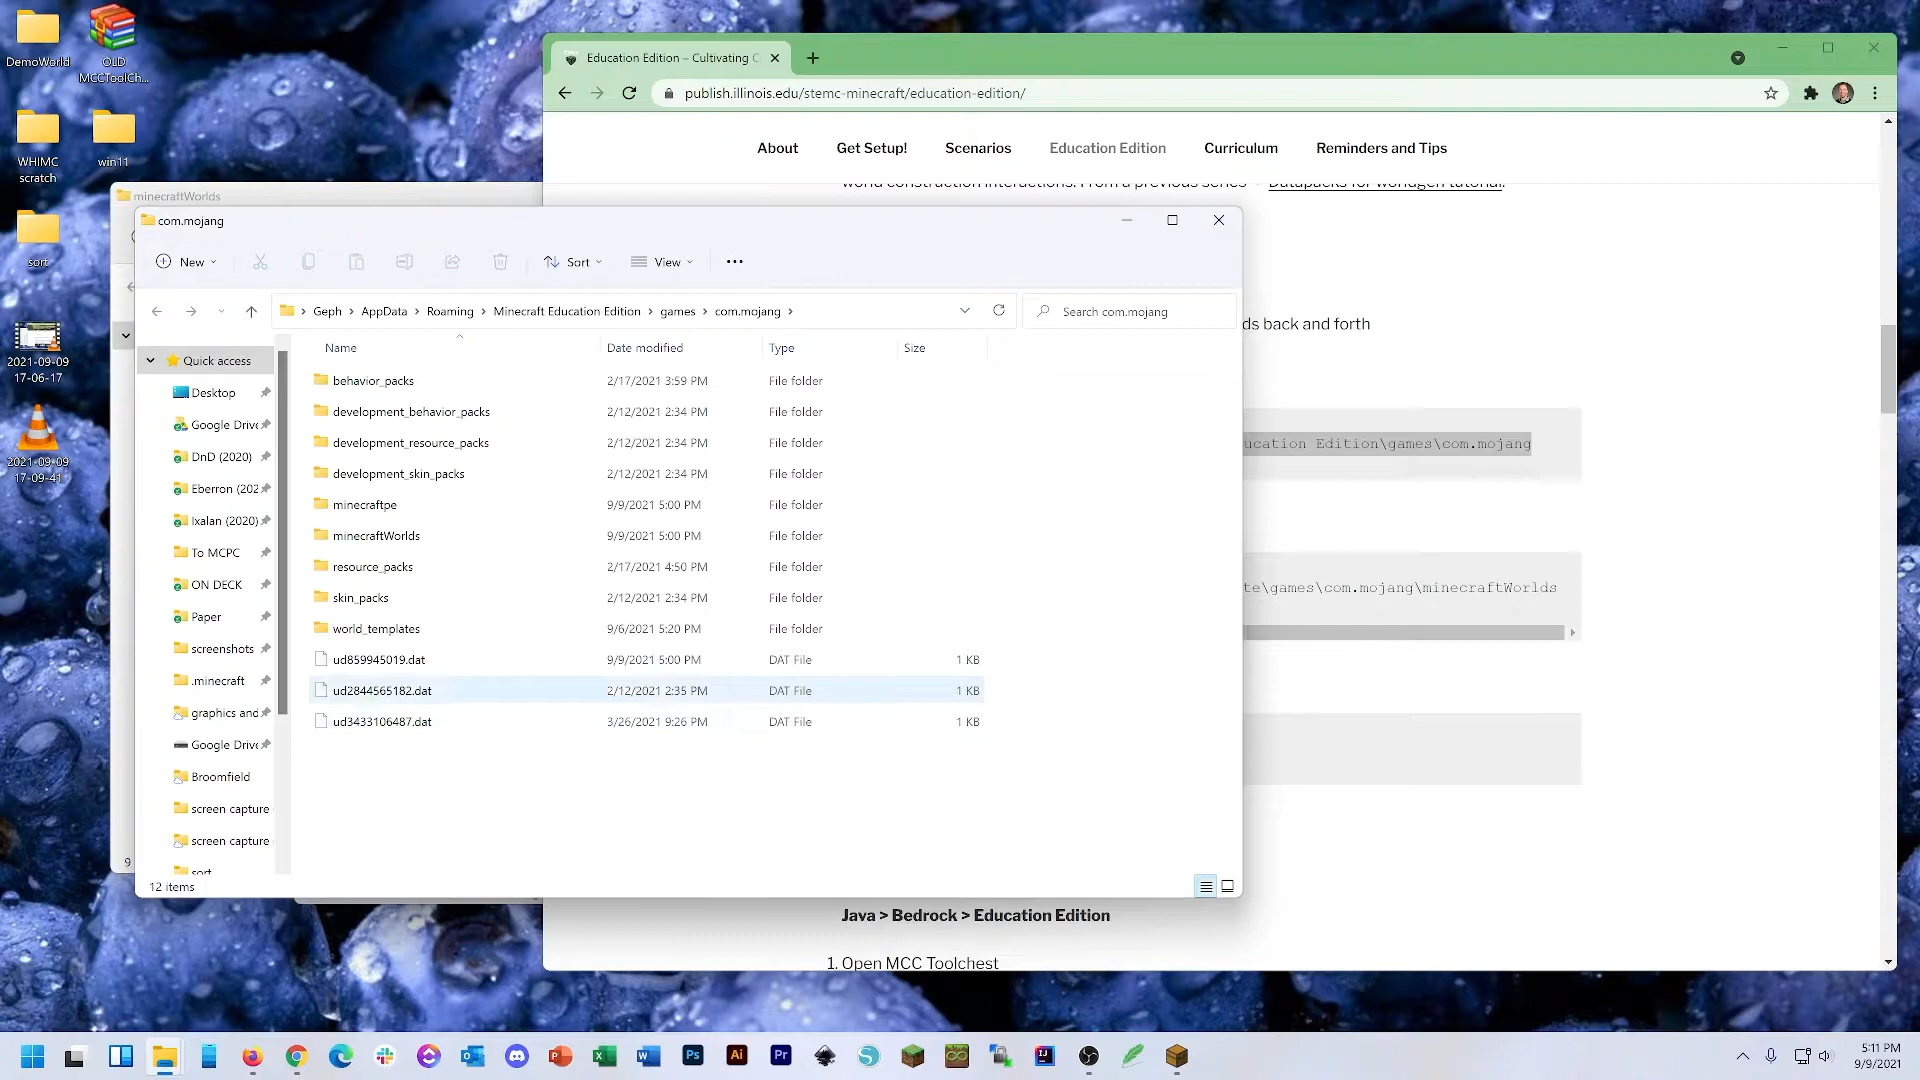 DemoWorld
OLD
MCCToolCh...
WHIMC
scratch
win11
sort
2021-09-09
17-06-17
2021-09-09
17-09-41
Education Edition – Cultivating C
publish.illinois.edu/stemc-minecraft/education-edition/
About
Get Setup!
Scenarios
Education Edition
Curriculum
Reminders and Tips
world construction interactions. From a previous series - Datapacks for worldgen tutorial.
minecraftWorlds
com.mojang
New
Sort
View
Geph > AppData > Roaming > Minecraft Education Edition > games > com.mojang >
Search com.mojang
ds back and forth
Name Date modified Type Size
Quick access
Desktop
Google Drive
DnD (2020)
Eberron (202
Ixalan (2020)
To MCPC
ON DECK
Paper
screenshots
.minecraft
graphics and
Google Drive
Broomfield
screen capture
screen capture
sort
behavior_packs 2/17/2021 3:59 PM File folder
development_behavior_packs 2/12/2021 2:34 PM File folder
development_resource_packs 2/12/2021 2:34 PM File folder
development_skin_packs 2/12/2021 2:34 PM File folder
minecraftpe 9/9/2021 5:00 PM File folder
minecraftWorlds 9/9/2021 5:00 PM File folder
resource_packs 2/17/2021 4:50 PM File folder
skin_packs 2/12/2021 2:34 PM File folder
world_templates 9/6/2021 5:20 PM File folder
ud859945019.dat 9/9/2021 5:00 PM DAT File 1 KB
ud2844565182.dat 2/12/2021 2:35 PM DAT File 1 KB
ud3433106487.dat 3/26/2021 9:26 PM DAT File 1 KB
ucation Edition\games\com.mojang
te\games\com.mojang\minecraftWorlds
9
12 items
Java > Bedrock > Education Edition
1. Open MCC Toolchest
5:11 PM
9/9/2021